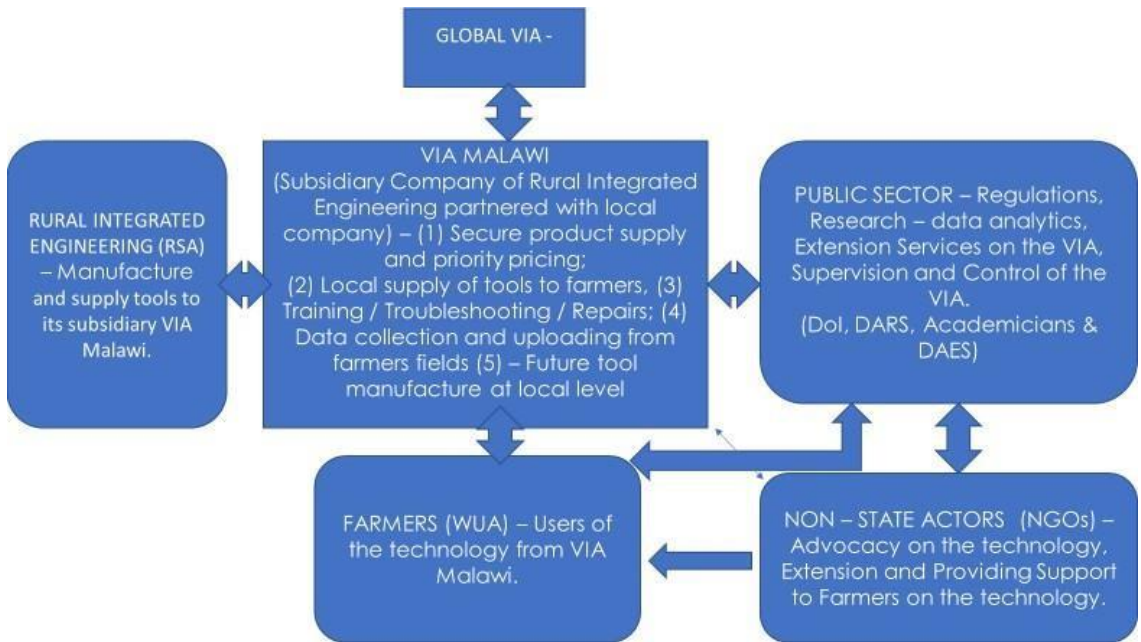 GLOBAL VIA -
RURAL INTEGRATED
ENGINEERING (RSA)
– Manufacture
and supply tools to
its subsidiary VIA
Malawi.
VIA MALAWI
(Subsidiary Company of Rural Integrated
Engineering partnered with local
company) – (1) Secure product supply
and priority pricing;
(2) Local supply of tools to farmers, (3)
Training / Troubleshooting / Repairs; (4)
Data collection and uploading from
farmers fields (5) – Future tool
manufacture at local level
PUBLIC SECTOR – Regulations,
Research – data analytics,
Extension Services on the VIA,
Supervision and Control of the
VIA.
(DoI, DARS, Academicians &
DAES)
FARMERS (WUA) – Users of
the technology from VIA
Malawi.
NON – STATE ACTORS (NGOs) –
Advocacy on the technology,
Extension and Providing Support
to Farmers on the technology.